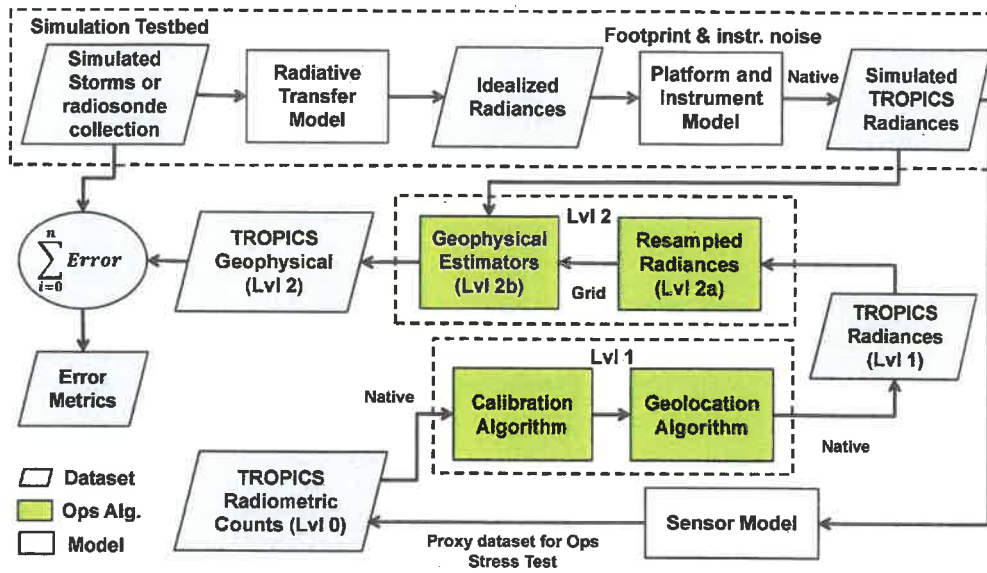 Simulation Testbed
Footprint & instr. noise
Simulated
Storms or
radiosonde
collection
Radiative
Transfer
Model
Idealized
Radiances
Platform and
Instrument
Model
Native
Simulated
TROPICS
Radiances
Lvl 2
n
∑ Error
i=0
TROPICS
Geophysical
(Lvl 2)
Geophysical
Estimators
(Lvl 2b)
Grid
Resampled
Radiances
(Lvl 2a)
TROPICS
Radiances
(Lvl 1)
Error
Metrics
Lvl 1
Native
Calibration
Algorithm
Geolocation
Algorithm
Native
Dataset
Ops Alg.
Model
TROPICS
Radiometric
Counts (Lvl 0)
Proxy dataset for Ops
Stress Test
Sensor Model